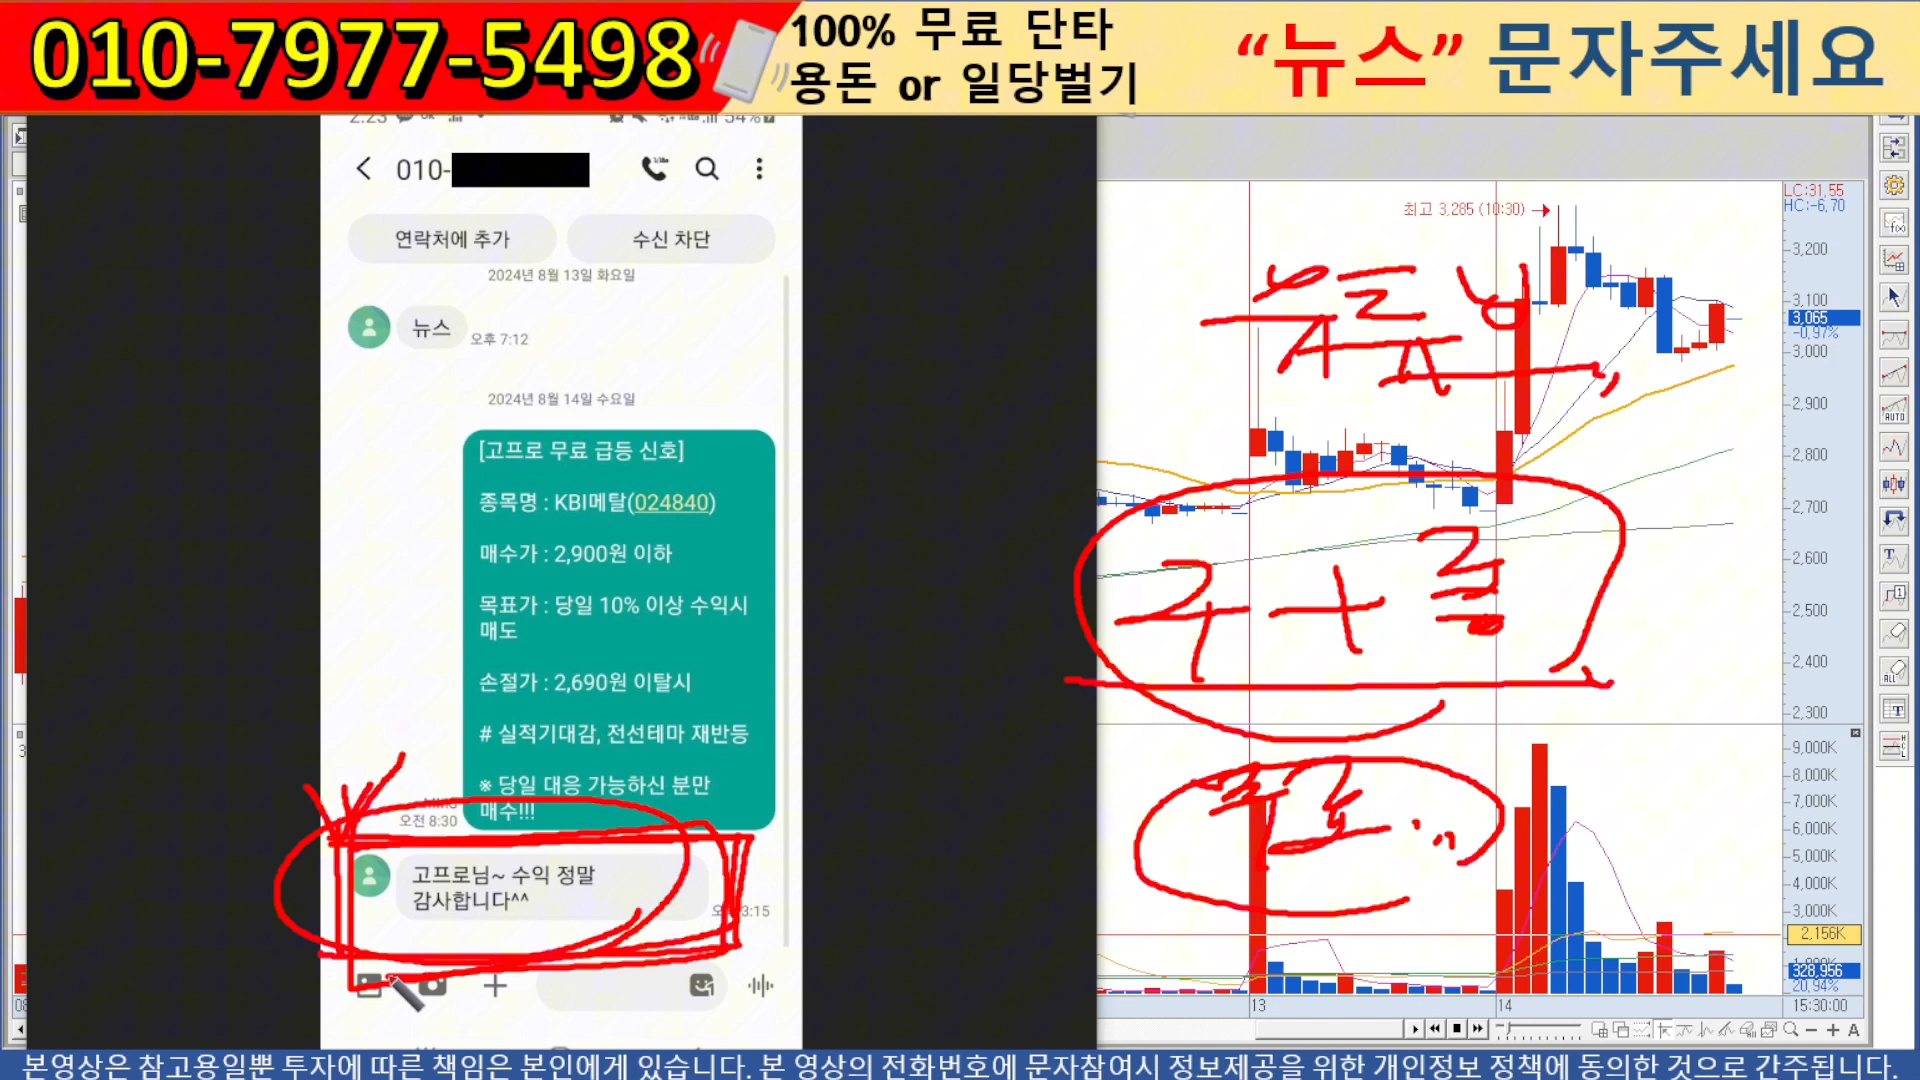 010-7977-5498
100% 무료 단타
용돈 or 일당벌기
“뉴스” 문자주세요
2:23
54%
010-
연락처에 추가
수신 차단
2024년 8월 13일 화요일
뉴스
오후 7:12
2024년 8월 14일 수요일
[고프로 무료 급등 신호]
종목명 : KBI메탈(024840)
매수가 : 2,900원 이하
목표가 : 당일 10% 이상 수익시
매도
손절가 : 2,690원 이탈시
# 실적기대감, 전선테마 재반등
※ 당일 대응 가능하신 분만
매수!!!
오전 8:30
고프로님~ 수익 정말
감사합니다^^
3:15
LC:31,55
HC:-6,70
최고 3,285 (10:30)
3,200
3,100
3,065
-0,97%
3,000
2,900
2,800
2,700
2,600
2,500
2,400
2,300
9,000K
8,000K
7,000K
6,000K
5,000K
4,000K
3,000K
2,156K
328,956
20,94%
13
14
15:30:00
AUTO
ALL
본영상은 참고용일뿐 투자에 따른 책임은 본인에게 있습니다. 본 영상의 전화번호에 문자참여시 정보제공을 위한 개인정보 정책에 동의한 것으로 간주됩니다.